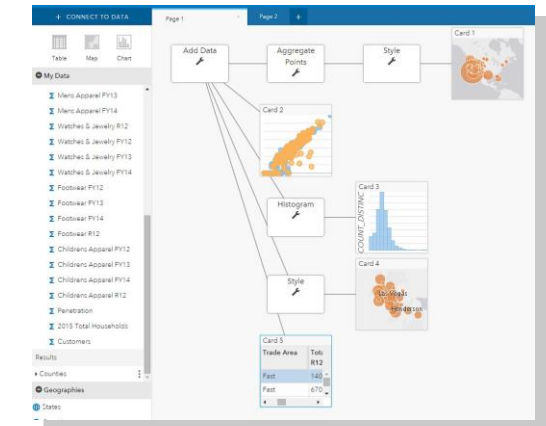 + CONNECT TO DATA
Page 1
Page 2 +
Table Map Chart
My Data
Σ Mens Apparel FY13
Σ Mens Apparel FY14
Σ Watches & Jewelry R12
Σ Watches & Jewelry FY12
Σ Watches & Jewelry FY13
Σ Watches & Jewelry FY14
Σ Footwear FY12
Σ Footwear FY13
Σ Footwear FY14
Σ Footwear R12
Σ Childrens Apparel FY12
Σ Childrens Apparel FY13
Σ Childrens Apparel FY14
Σ Childrens Apparel R12
Σ Penetration
Σ 2015 Total Households
Σ Customers
Results
Counties
Geographies
States
Add Data
Aggregate
Points
Style
Card 1
Card 2
Histogram
Card 3
COUNT_DISTINC
Style
Card 4
Las Vegas
Henderson
Card 5
Trade Area Tot
R12
Fast 140
Fast 670